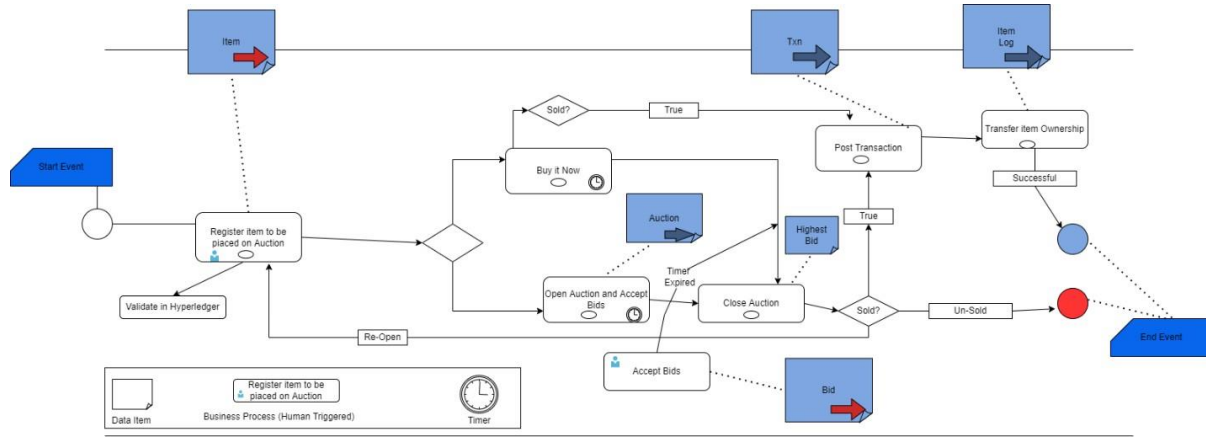 Item
Txn
Item
Log
Sold?
True
Start Event
Buy it Now
Post Transaction
Transfer item Ownership
Successful
Register item to be
placed on Auction
Auction
Highest
Bid
True
Timer
Expired
Validate in Hyperledger
Open Auction and Accept
Bids
Close Auction
Sold?
Un-Sold
End Event
Re-Open
Accept Bids
Bid
Register item to be
placed on Auction
Data Item
Business Process (Human Triggered)
Timer